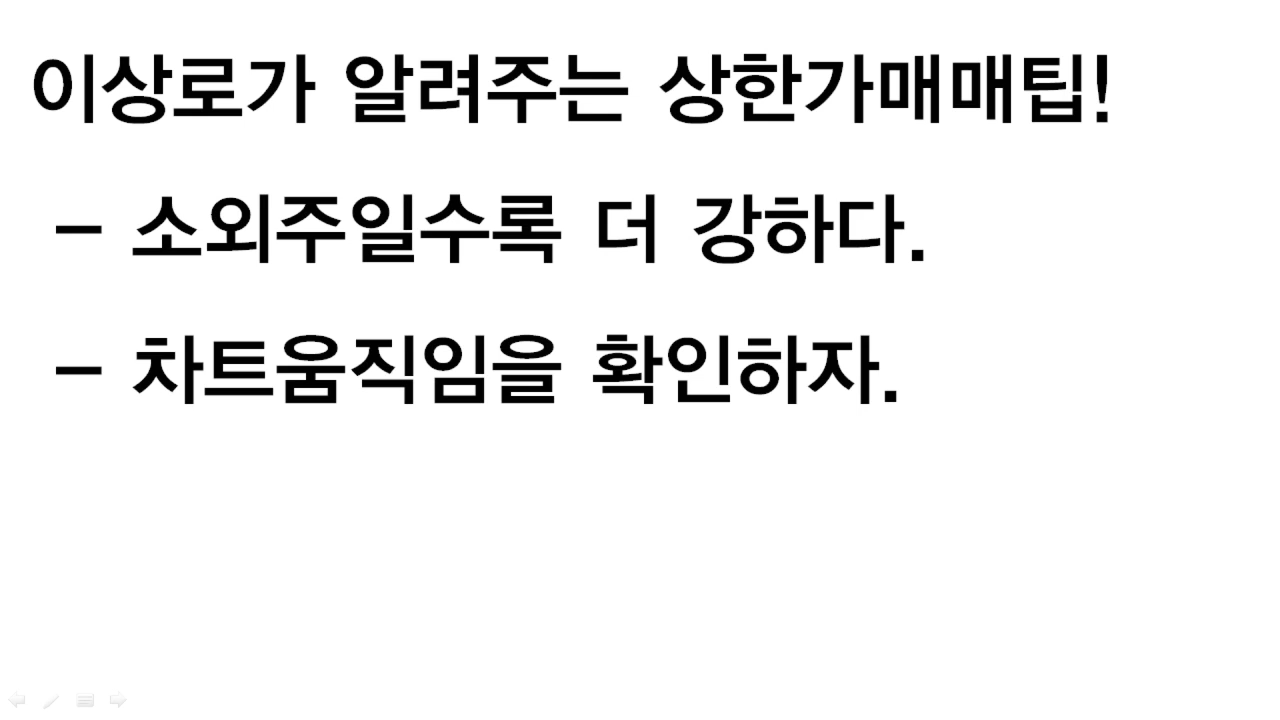 이상로가 알려주는 상한가매매팁!
- 소외주일수록 더 강하다.
- 차트움직임을 확인하자.